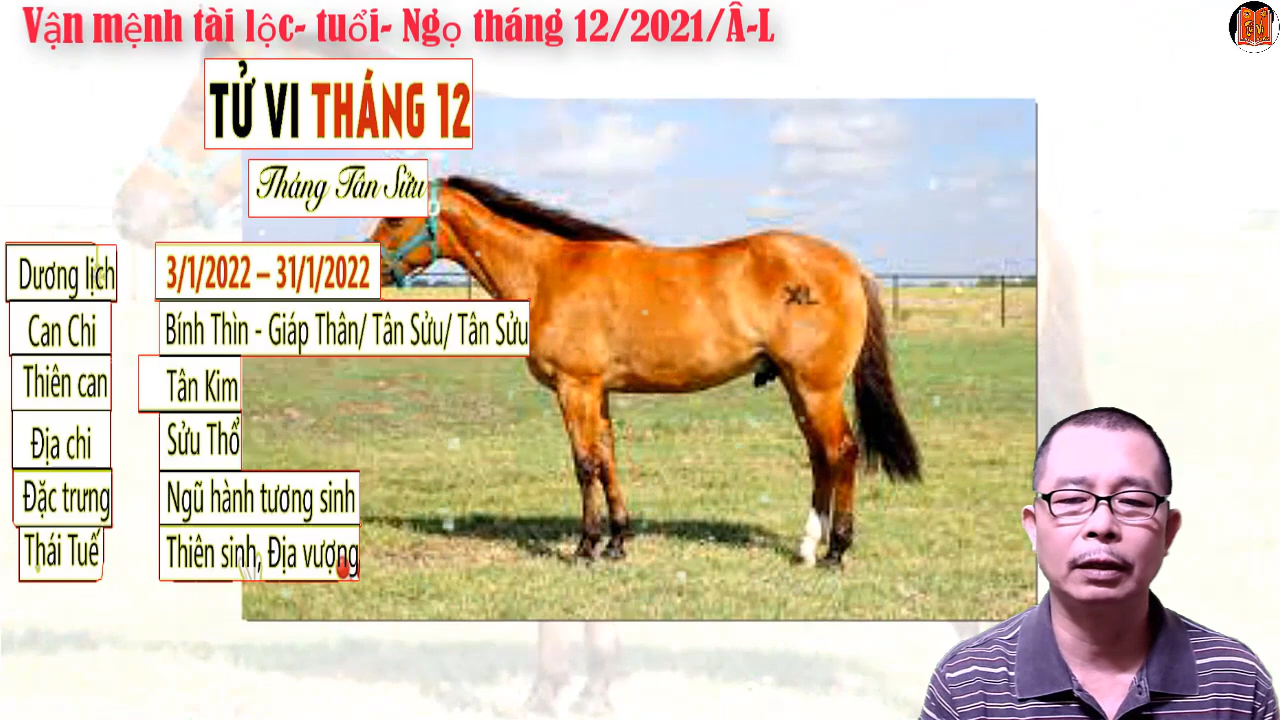 Vận mệnh tài lộc- tuổi- Ngọ tháng 12/2021/Â-L
TỬ VI THÁNG 12
Tháng Tân Sửu
Dương lịch 3/1/2022 – 31/1/2022
Can Chi Bính Thìn - Giáp Thân/ Tân Sửu/ Tân Sửu
Thiên can Tân Kim
Địa chi Sửu Thổ
Đặc trưng Ngũ hành tương sinh
Thái Tuế Thiên sinh, Địa vượng
XL